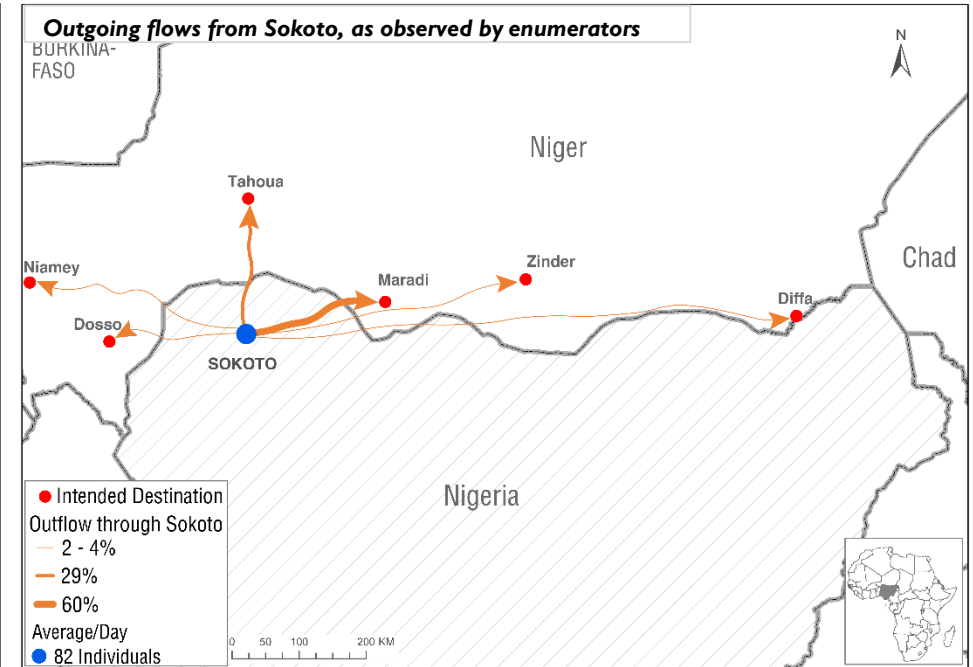 Outgoing flows from Sokoto, as observed by enumerators
BURKINA-
FASO
N
Niger
Tahoua
Niamey
Zinder
Maradi
Chad
Diffa
Dosso
SOKOTO
Nigeria
Intended Destination
Outflow through Sokoto
2 - 4%
29%
60%
Average/Day
82 Individuals
0 50 100 200 KM